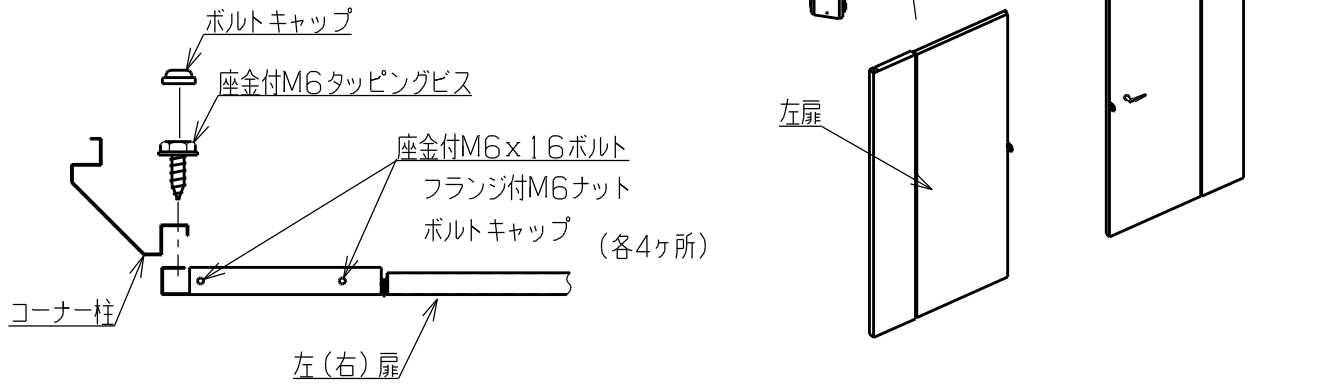 ボルトキャップ
座金付M6タッピングビス
座金付M6x16ボルト
フランジ付M6ナット
ボルトキャップ
(各4ヶ所)
コーナー柱
左(右)扉
左扉